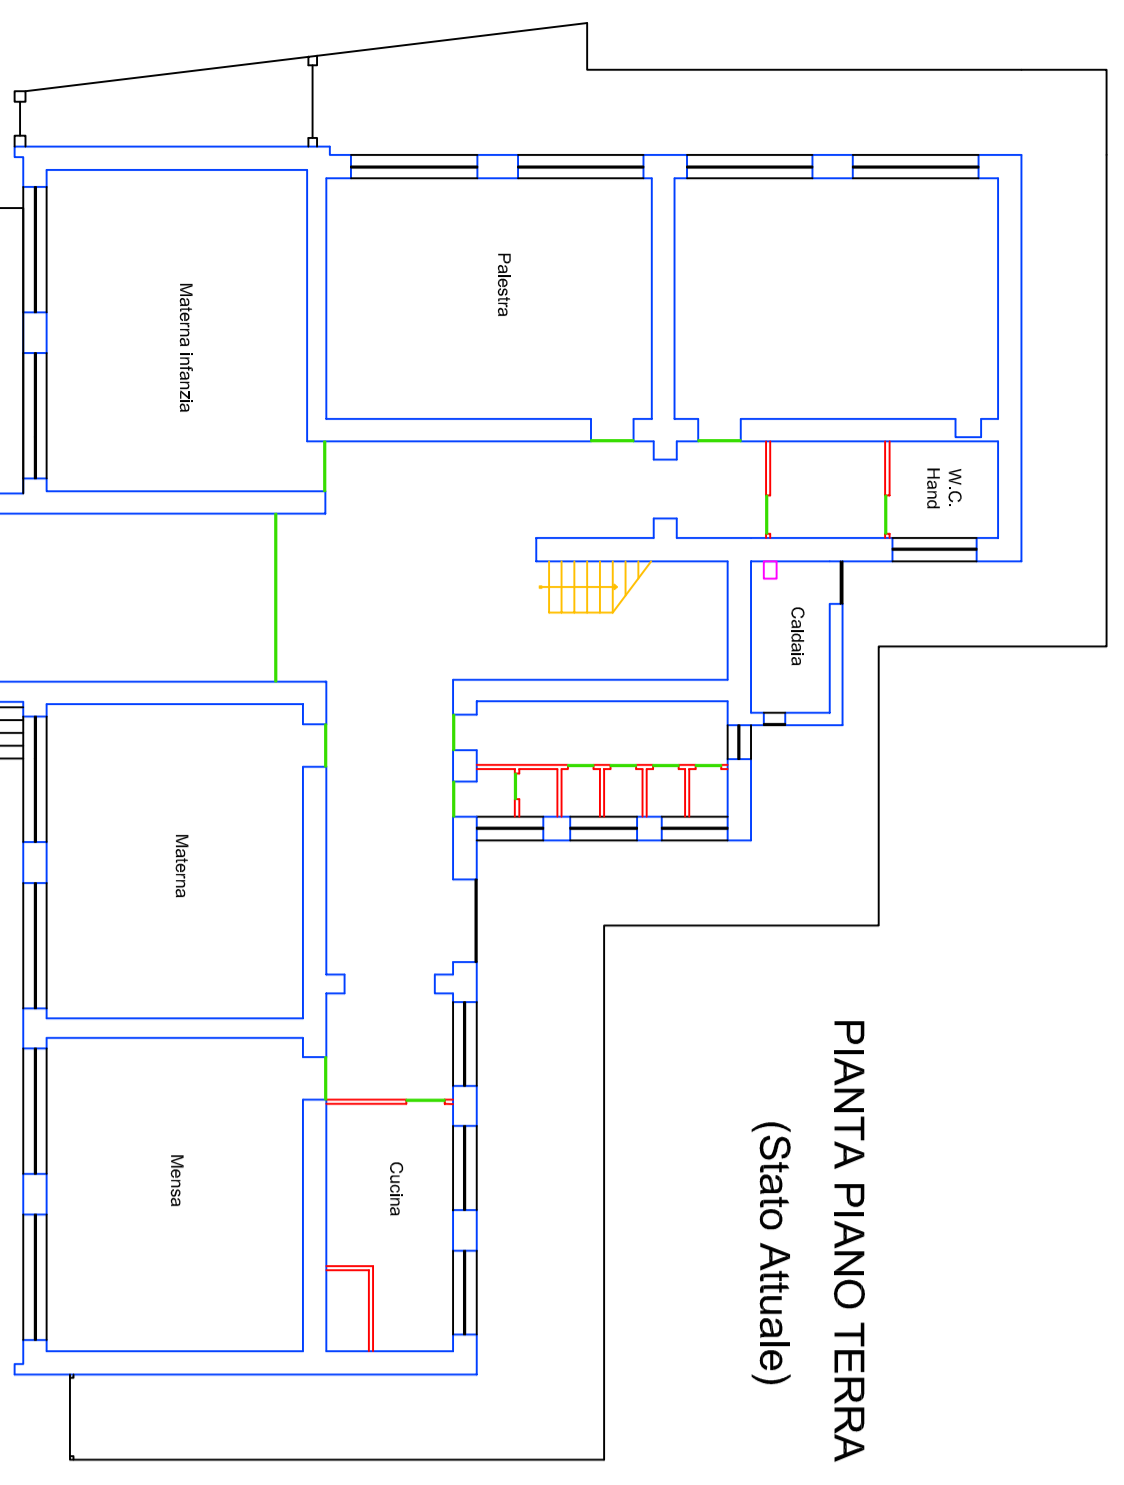 PIANTA PIANO TERRA
(Stato Attuale)
W.C.
Hand
Caldaia
Palestra
Cucina
Materna infanzia
Materna
Mensa